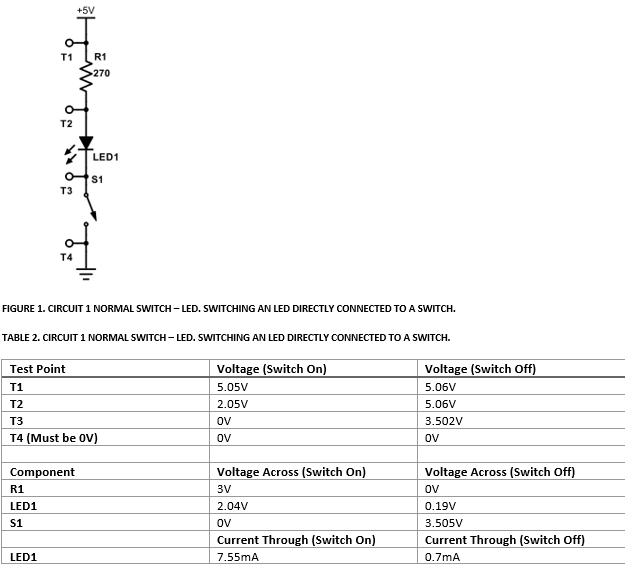 +5V
T1
R1
270
T2
LED1
S1
T3
T4
FIGURE 1. CIRCUIT 1 NORMAL SWITCH – LED. SWITCHING AN LED DIRECTLY CONNECTED TO A SWITCH.
TABLE 2. CIRCUIT 1 NORMAL SWITCH – LED. SWITCHING AN LED DIRECTLY CONNECTED TO A SWITCH.
Test Point Voltage (Switch On) Voltage (Switch Off)
T1 5.05V 5.06V
T2 2.05V 5.06V
T3 0V 3.502V
T4 (Must be 0V) 0V 0V
Component Voltage Across (Switch On) Voltage Across (Switch Off)
R1 3V 0V
LED1 2.04V 0.19V
S1 0V 3.505V
Current Through (Switch On) Current Through (Switch Off)
LED1 7.55mA 0.7mA